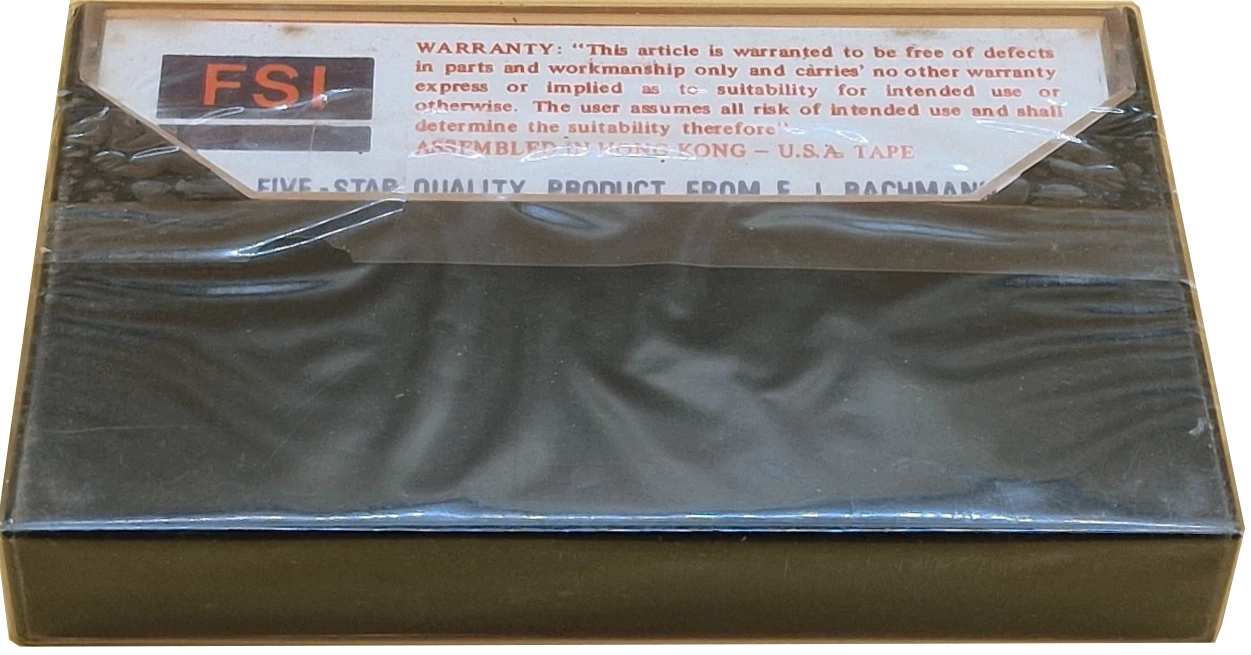 FSI
WARRANTY: “This article is warranted to be free of defects
in parts and workmanship only and carries' no other warranty
express or implied as to suitability for intended use or
otherwise. The user assumes all risk of intended use and shall
determine the suitability therefore”
ASSEMBLED IN HONG KONG – U.S.A. TAPE
FIVE-STAR QUALITY PRODUCT FROM E. J. BACHMAN